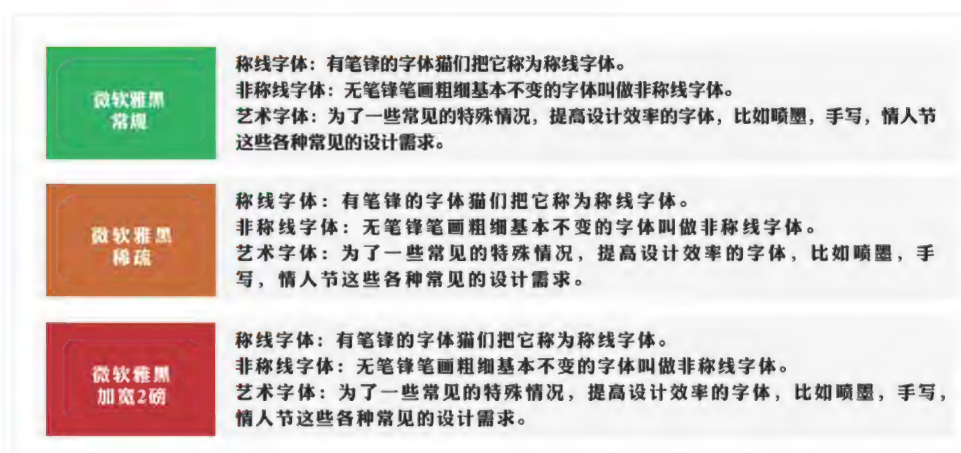 微软雅黑
常规
称线字体：有笔锋的字体猫们把它称为称线字体。
非称线字体：无笔锋笔画粗细基本不变的字体叫做非称线字体。
艺术字体：为了一些常见的特殊情况，提高设计效率的字体，比如喷墨，手写，情人节
这些各种常见的设计需求。
微软雅黑
稀疏
称线字体：有笔锋的字体猫们把它称为称线字体。
非称线字体：无笔锋笔画粗细基本不变的字体叫做非称线字体。
艺术字体：为了一些常见的特殊情况，提高设计效率的字体，比如喷墨，手
写，情人节这些各种常见的设计需求。
微软雅黑
加宽2磅
称线字体：有笔锋的字体猫们把它称为称线字体。
非称线字体：无笔锋笔画粗细基本不变的字体叫做非称线字体。
艺术字体：为了一些常见的特殊情况，提高设计效率的字体，比如喷墨，手写，
情人节这些各种常见的设计需求。